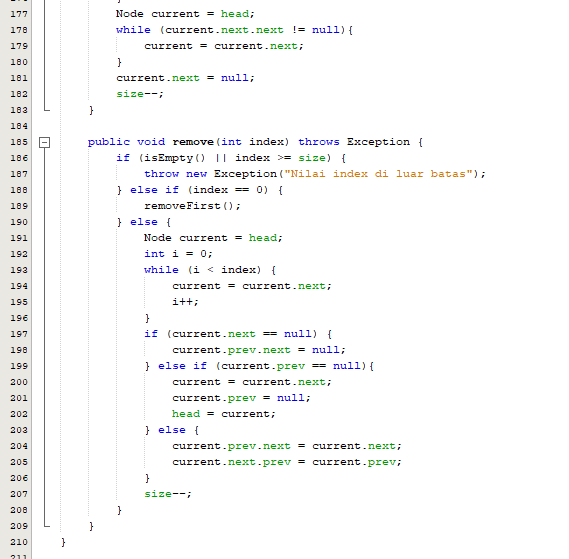 177 Node current = head;
178 while (current.next.next != null){
179 current = current.next;
180 }
181 current.next = null;
182 size--;
183 }
184
185 public void remove(int index) throws Exception {
186 if (isEmpty() || index >= size) {
187 throw new Exception("Nilai index di luar batas");
188 } else if (index == 0) {
189 removeFirst();
190 } else {
191 Node current = head;
192 int i = 0;
193 while (i < index) {
194 current = current.next;
195 i++;
196 }
197 if (current.next == null) {
198 current.prev.next = null;
199 } else if (current.prev == null){
200 current = current.next;
201 current.prev = null;
202 head = current;
203 } else {
204 current.prev.next = current.next;
205 current.next.prev = current.prev;
206 }
207 size--;
208 }
209 }
210 }
211